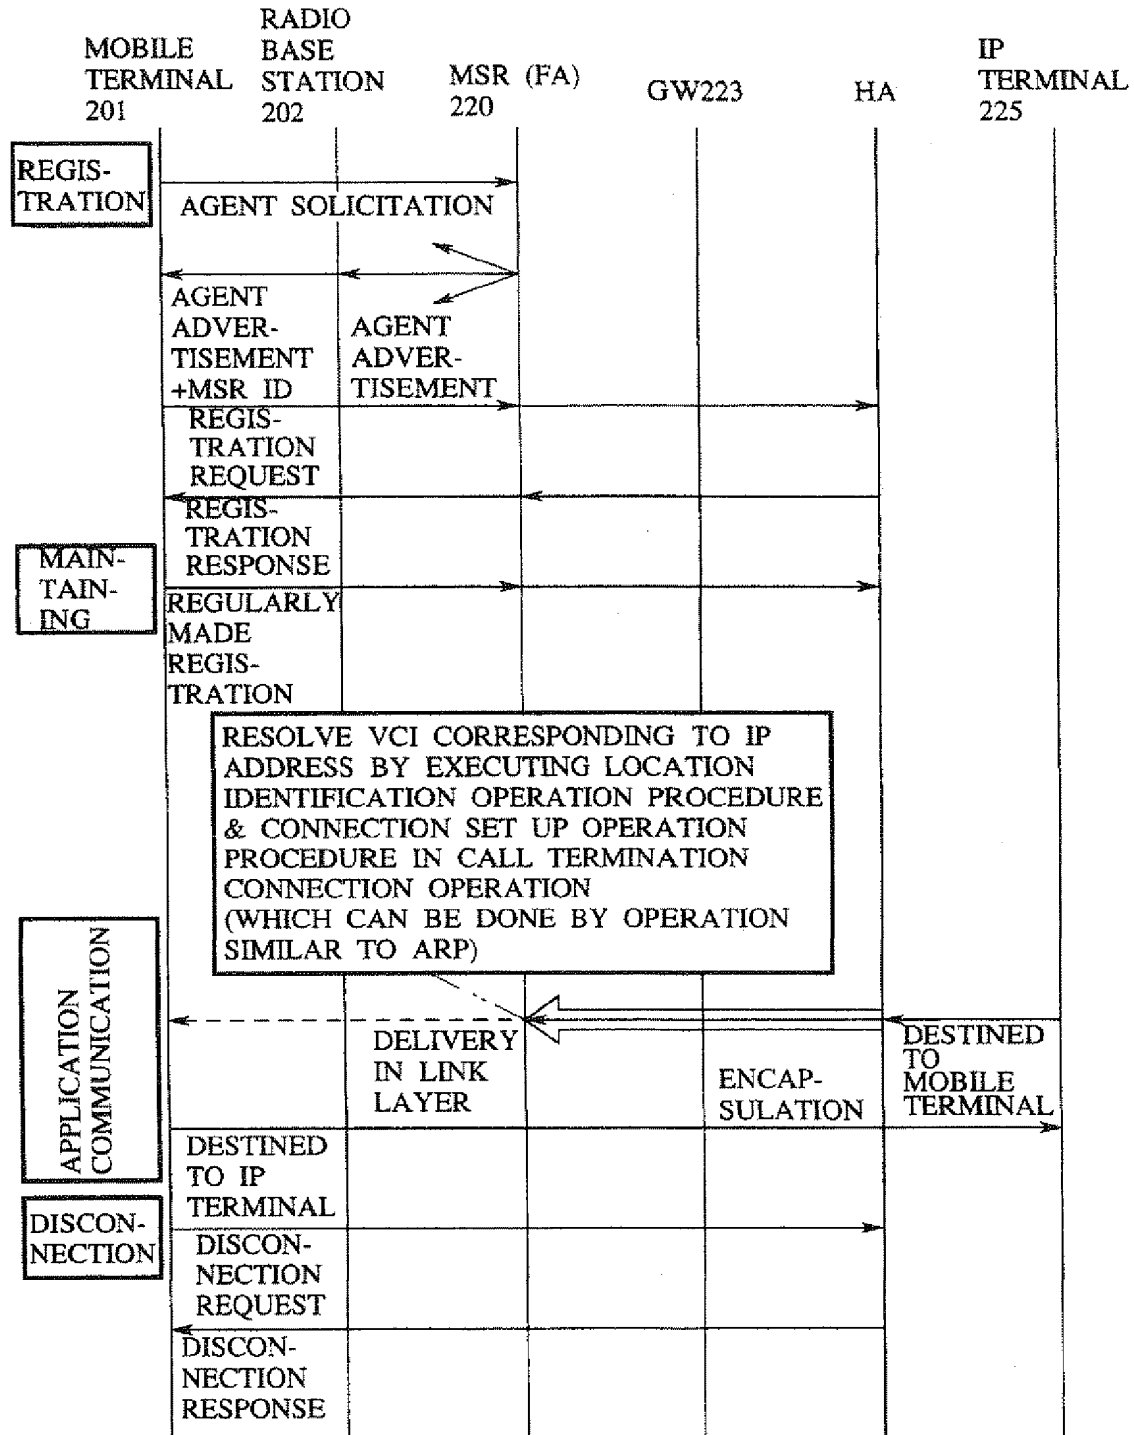 MOBILE
TERMINAL
201
RADIO
BASE
STATION
202
MSR (FA)
220
GW223
HA
IP
TERMINAL
225
REGIS-
TRATION
AGENT SOLICITATION
AGENT
ADVER-
TISEMENT
+MSR ID
AGENT
ADVER-
TISEMENT
REGIS-
TRATION
REQUEST
REGIS-
TRATION
RESPONSE
MAIN-
TAIN-
ING
REGULARLY
MADE
REGIS-
TRATION
RESOLVE VCI CORRESPONDING TO IP
ADDRESS BY EXECUTING LOCATION
IDENTIFICATION OPERATION PROCEDURE
& CONNECTION SET UP OPERATION
PROCEDURE IN CALL TERMINATION
CONNECTION OPERATION
(WHICH CAN BE DONE BY OPERATION
SIMILAR TO ARP)
APPLICATION
COMMUNICATION
DELIVERY
IN LINK
LAYER
ENCAP-
SULATION
DESTINED
TO
MOBILE
TERMINAL
DESTINED
TO IP
TERMINAL
DISCON-
NECTION
DISCON-
NECTION
REQUEST
DISCON-
NECTION
RESPONSE